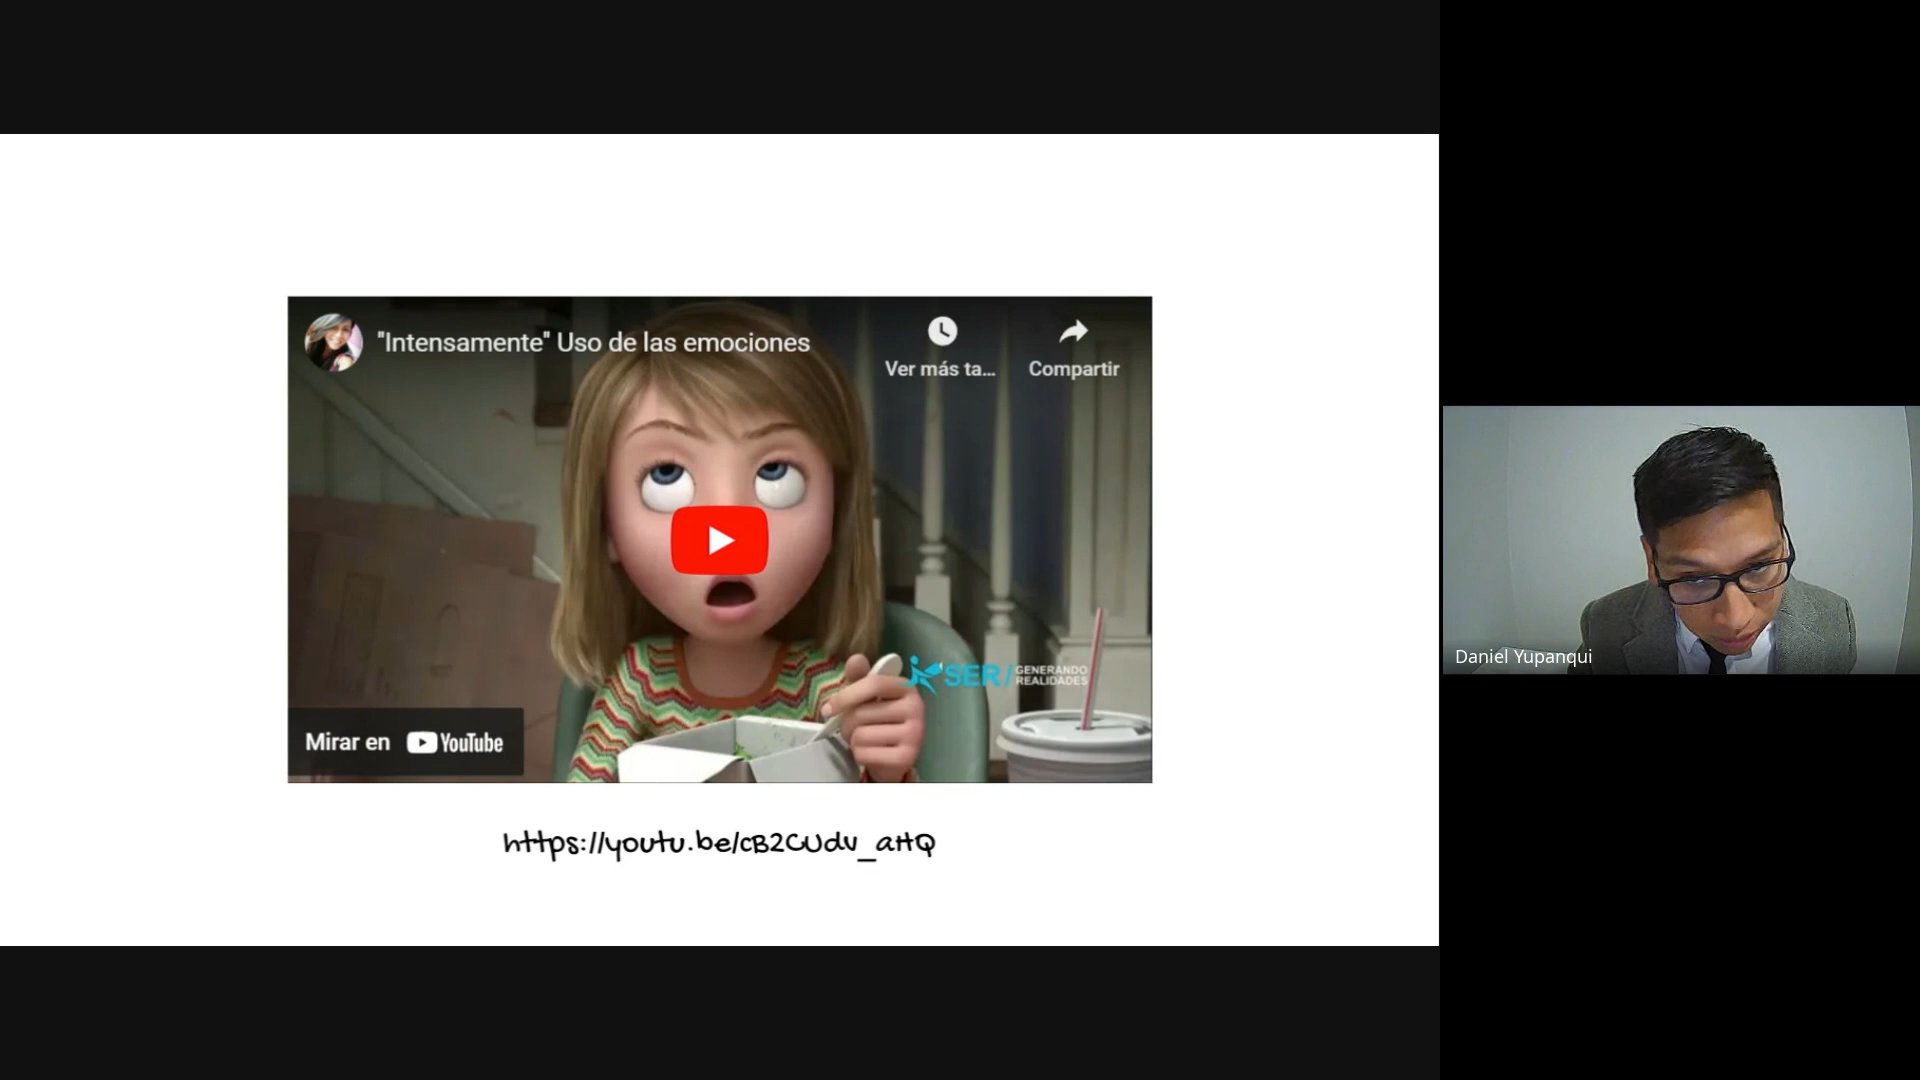 "Intensamente" Uso de las emociones
Ver más ta...
Compartir
SER/
GENERANDO
REALIDADES
Mirar en YouTube
https://youtu.be/cB2CUdv_aHQ
Daniel Yupanqui